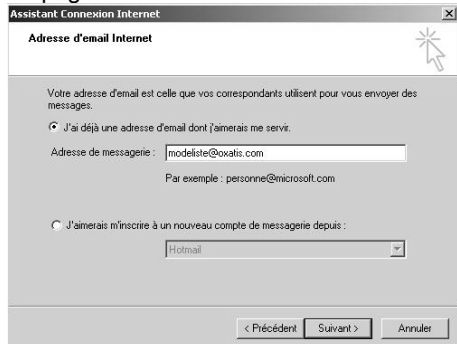 Assistant Connexion Internet
Adresse d'email Internet
Votre adresse d'email est celle que vos correspondants utilisent pour vous envoyer des
messages.
J'ai déjà une adresse d'email dont j'aimerais me servir.
Adresse de messagerie : modeliste@oxatis.com
Par exemple : personne@microsoft.com
J'aimerais m'inscrire à un nouveau compte de messagerie depuis :
Hotmail
< Précédent Suivant > Annuler